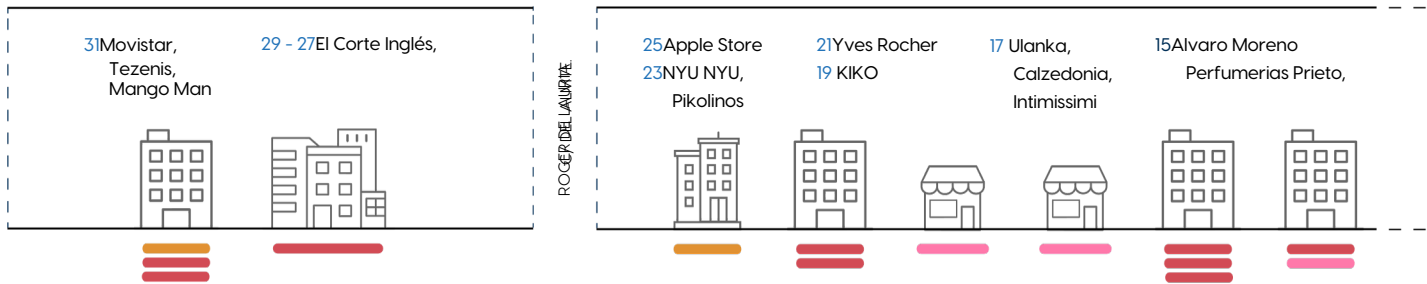 31Movistar,
Tezenis,
Mango Man
29 - 27El Corte Inglés,
25Apple Store
23NYU NYU,
Pikolinos
21Yves Rocher
19 KIKO
17 Ulanka,
Calzedonia,
Intimissimi
15Alvaro Moreno
Perfumerias Prieto,